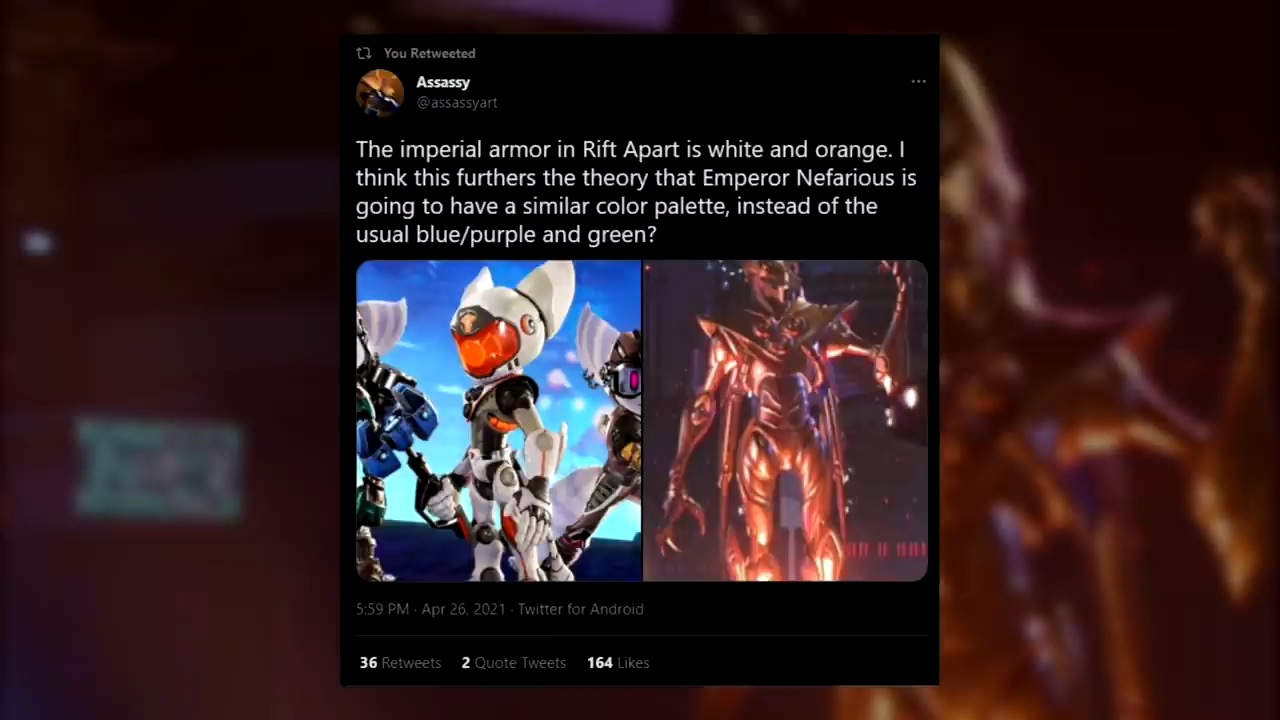 You Retweeted
Assassy
@assassyart
The imperial armor in Rift Apart is white and orange. I
think this furthers the theory that Emperor Nefarious is
going to have a similar color palette, instead of the
usual blue/purple and green?
5:59 PM · Apr 26, 2021 · Twitter for Android
36 Retweets 2 Quote Tweets 164 Likes